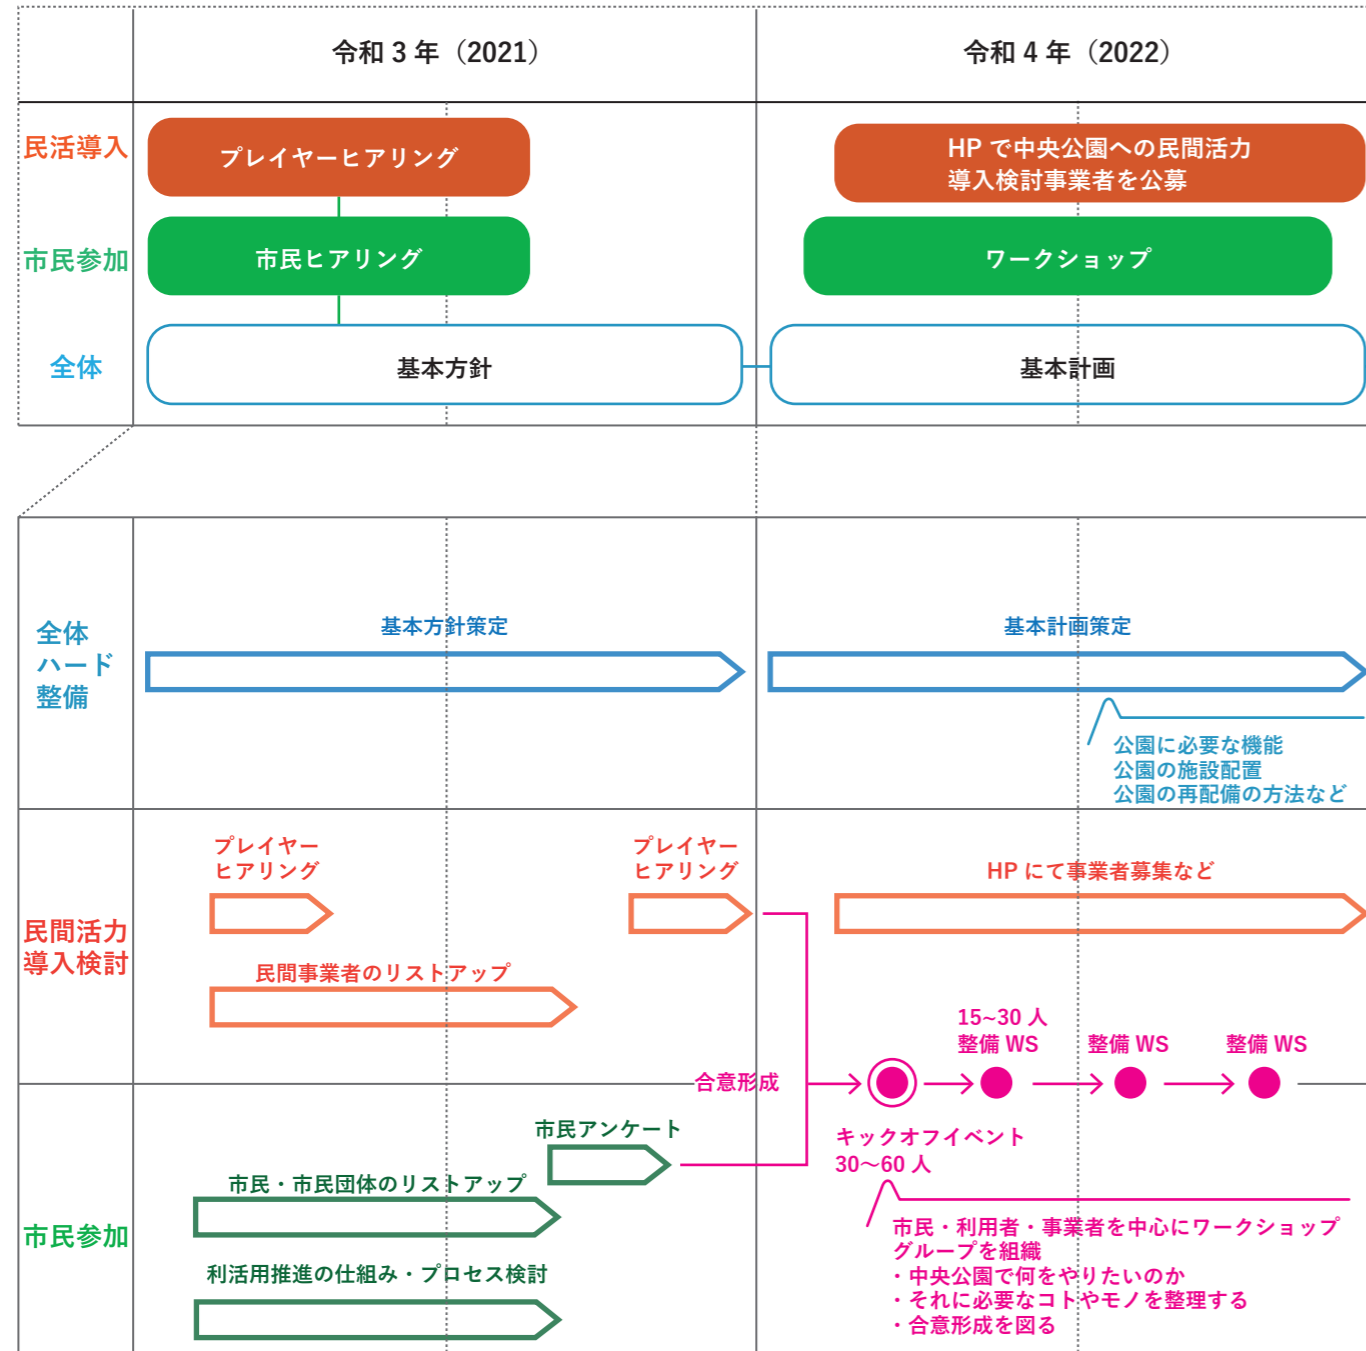 令和 3 年（2021）
令和 4 年（2022）
民活導入
プレイヤーヒアリング
HP で中央公園への民間活力
導入検討事業者を公募
市民参加
市民ヒアリング
ワークショップ
全体
基本方針
基本計画
全体
ハード
整備
基本方針策定
基本計画策定
公園に必要な機能
公園の施設配置
公園の再配備の方法など
民間活力
導入検討
プレイヤー
ヒアリング
プレイヤー
ヒアリング
HP にて事業者募集など
民間事業者のリストアップ
15~30 人
整備 WS
整備 WS
整備 WS
合意形成
キックオフイベント
30〜60 人
市民参加
市民アンケート
市民・市民団体のリストアップ
利活用推進の仕組み・プロセス検討
市民・利用者・事業者を中心にワークショップ
グループを組織
・中央公園で何をやりたいのか
・それに必要なコトやモノを整理する
・合意形成を図る